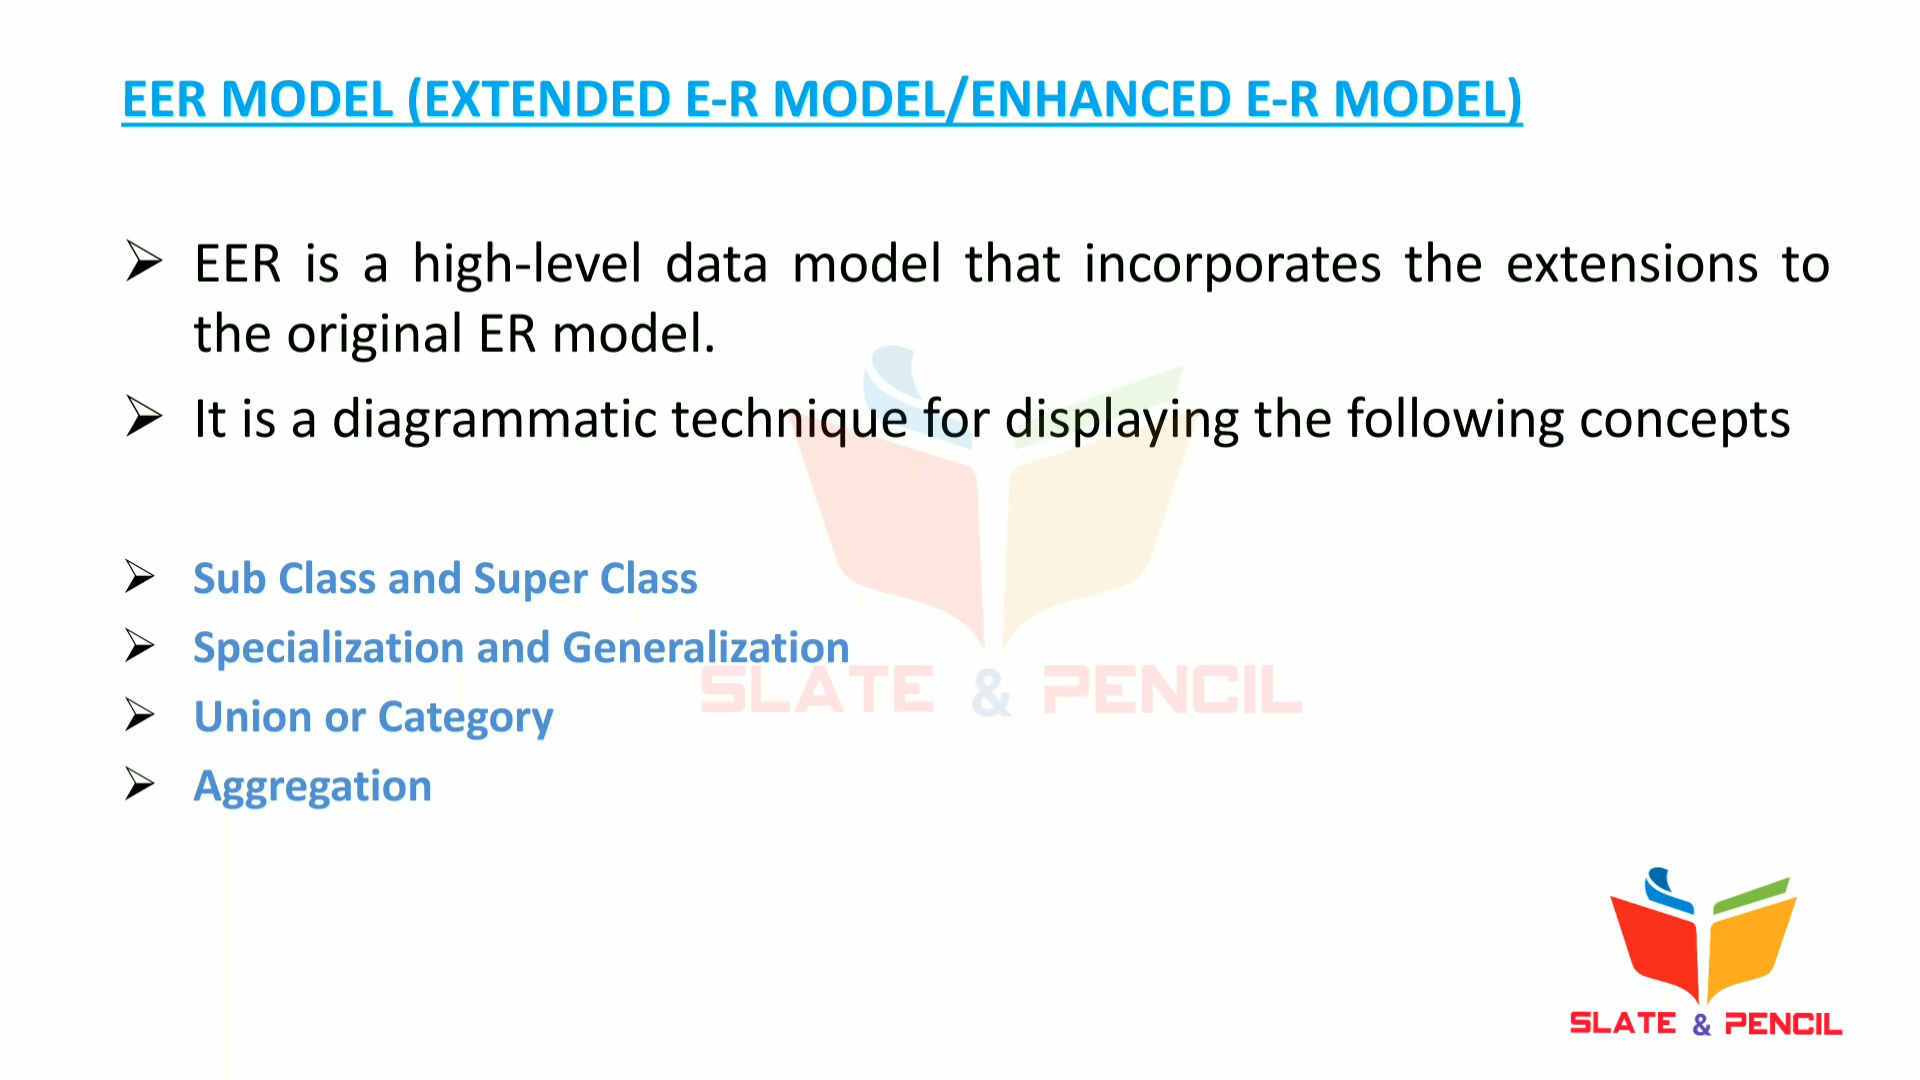 EER MODEL (EXTENDED E-R MODEL/ENHANCED E-R MODEL)
EER is a high-level data model that incorporates the extensions to
the original ER model.
It is a diagrammatic technique for displaying the following concepts
Sub Class and Super Class
Specialization and Generalization
SLATE & PENCIL
Union or Category
Aggregation
SLATE & PENCIL